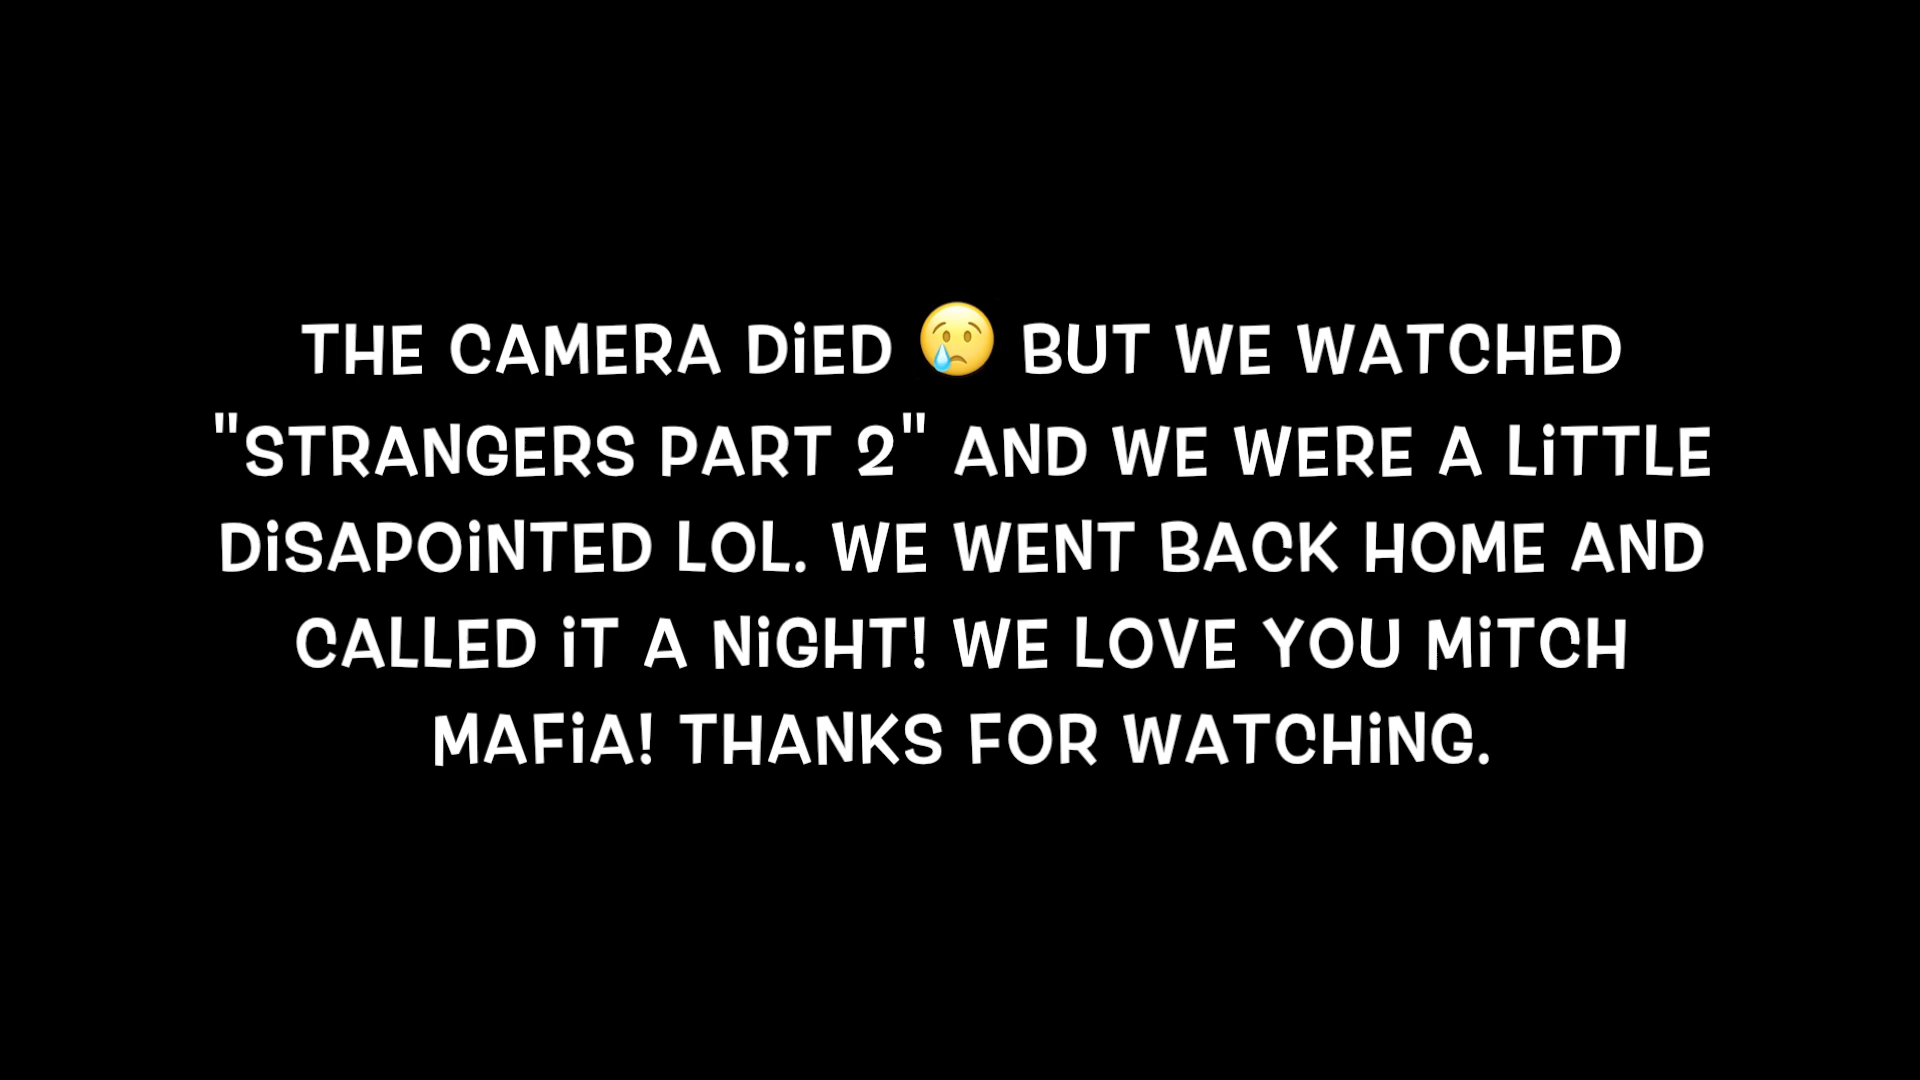 THE CAMERA DiED 😢 BUT WE WATCHED
"STRANGERS PART 2" AND WE WERE A LiTTLE
DiSAPOiNTED LOL. WE WENT BACK HOME AND
CALLED iT A NiGHT! WE LOVE YOU MiTCH
MAFiA! THANKS FOR WATCHiNG.